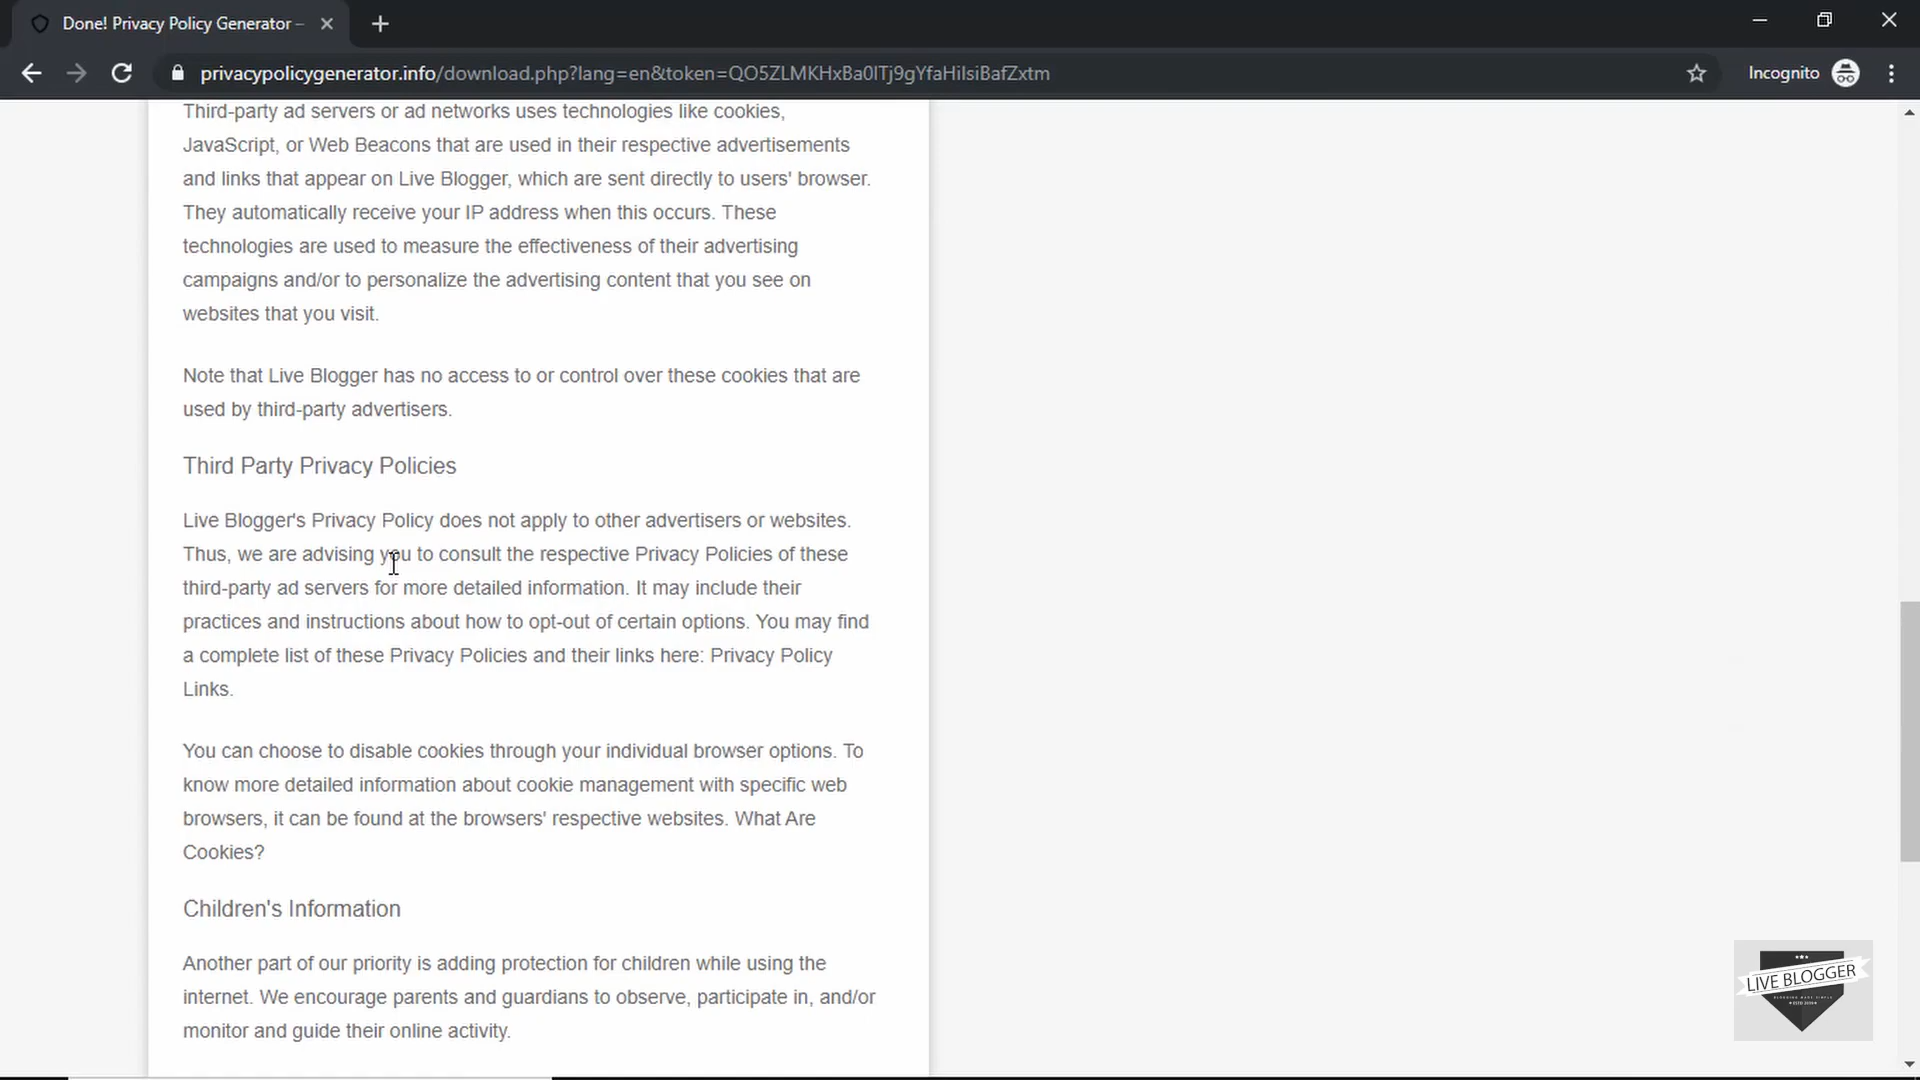 Done! Privacy Policy Generator –
privacypolicygenerator.info/download.php?lang=en&token=QO5ZLMKHxBa0lTj9gYfaHiIsiBafZxtm
Incognito
Third-party ad servers or ad networks uses technologies like cookies,
JavaScript, or Web Beacons that are used in their respective advertisements
and links that appear on Live Blogger, which are sent directly to users' browser.
They automatically receive your IP address when this occurs. These
technologies are used to measure the effectiveness of their advertising
campaigns and/or to personalize the advertising content that you see on
websites that you visit.
Note that Live Blogger has no access to or control over these cookies that are
used by third-party advertisers.
Third Party Privacy Policies
Live Blogger's Privacy Policy does not apply to other advertisers or websites.
Thus, we are advising you to consult the respective Privacy Policies of these
third-party ad servers for more detailed information. It may include their
practices and instructions about how to opt-out of certain options. You may find
a complete list of these Privacy Policies and their links here: Privacy Policy
Links.
You can choose to disable cookies through your individual browser options. To
know more detailed information about cookie management with specific web
browsers, it can be found at the browsers' respective websites. What Are
Cookies?
Children's Information
Another part of our priority is adding protection for children while using the
internet. We encourage parents and guardians to observe, participate in, and/or
monitor and guide their online activity.
LIVE BLOGGER